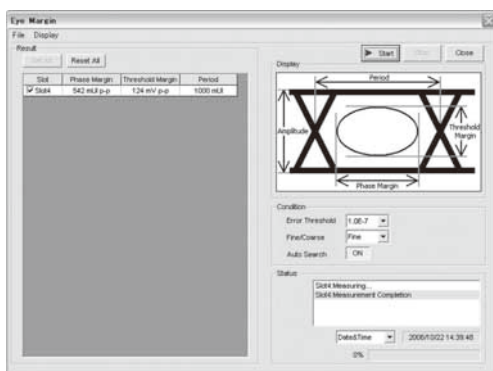 Eye Margin
File Display
Result
Reset All
Slot Phase Margin Threshold Margin Period
Slot4 542 mUI p-p 124 mV p-p 1000 mUI
Start Stop Close
Display
Period
Amplitude
Threshold Margin
Phase Margin
Condition
Error Threshold 1.0E-7
Fine/Coarse Fine
Auto Search ON
Status
Slot4:Measuring...
Slot4:Measurement Completion
Date&Time 2008/10/22 14:39:48
0%